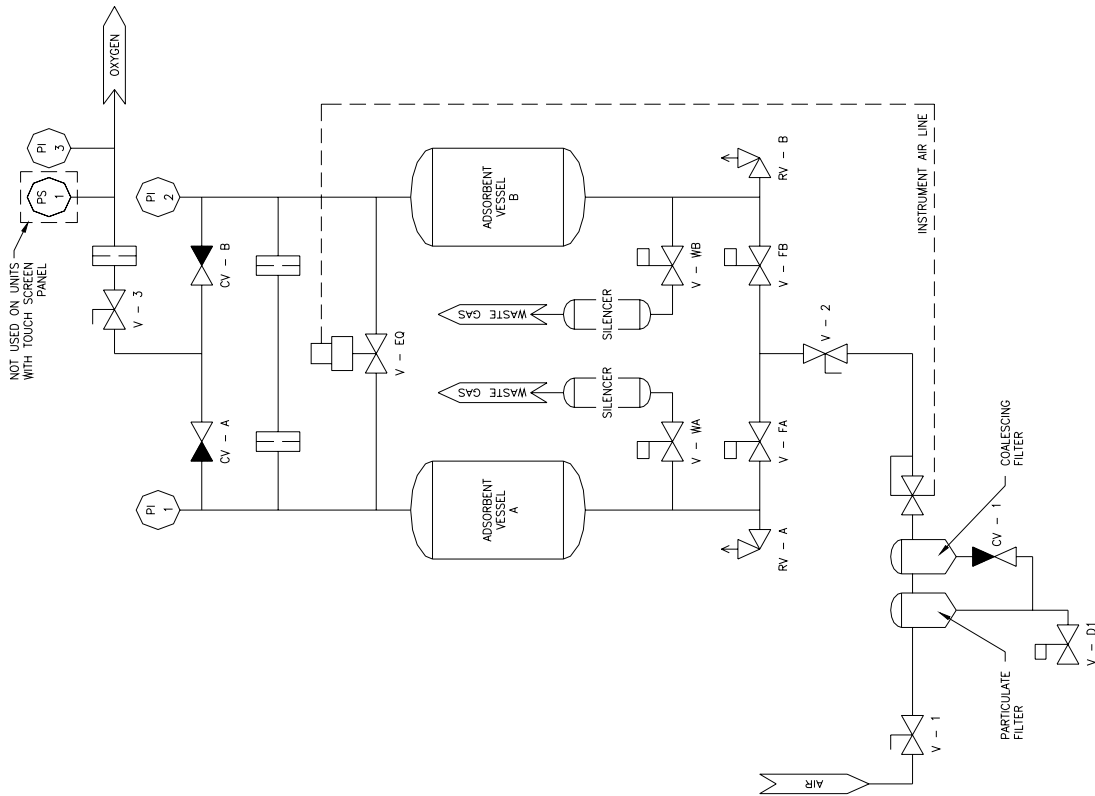 NOT USED ON UNITS
WITH TOUCH SCREEN
PANEL
OXYGEN
PI
3
PS
1
PI
2
PI
1
V - 3
CV - B
CV - A
V - EQ
INSTRUMENT AIR LINE
ADSORBENT
VESSEL
B
ADSORBENT
VESSEL
A
WASTE GAS
WASTE GAS
SILENCER
SILENCER
V - WB
V - WA
RV - B
V - FB
V - FA
RV - A
V - 2
COALESCING
FILTER
CV - 1
PARTICULATE
FILTER
V - D1
V - 1
AIR